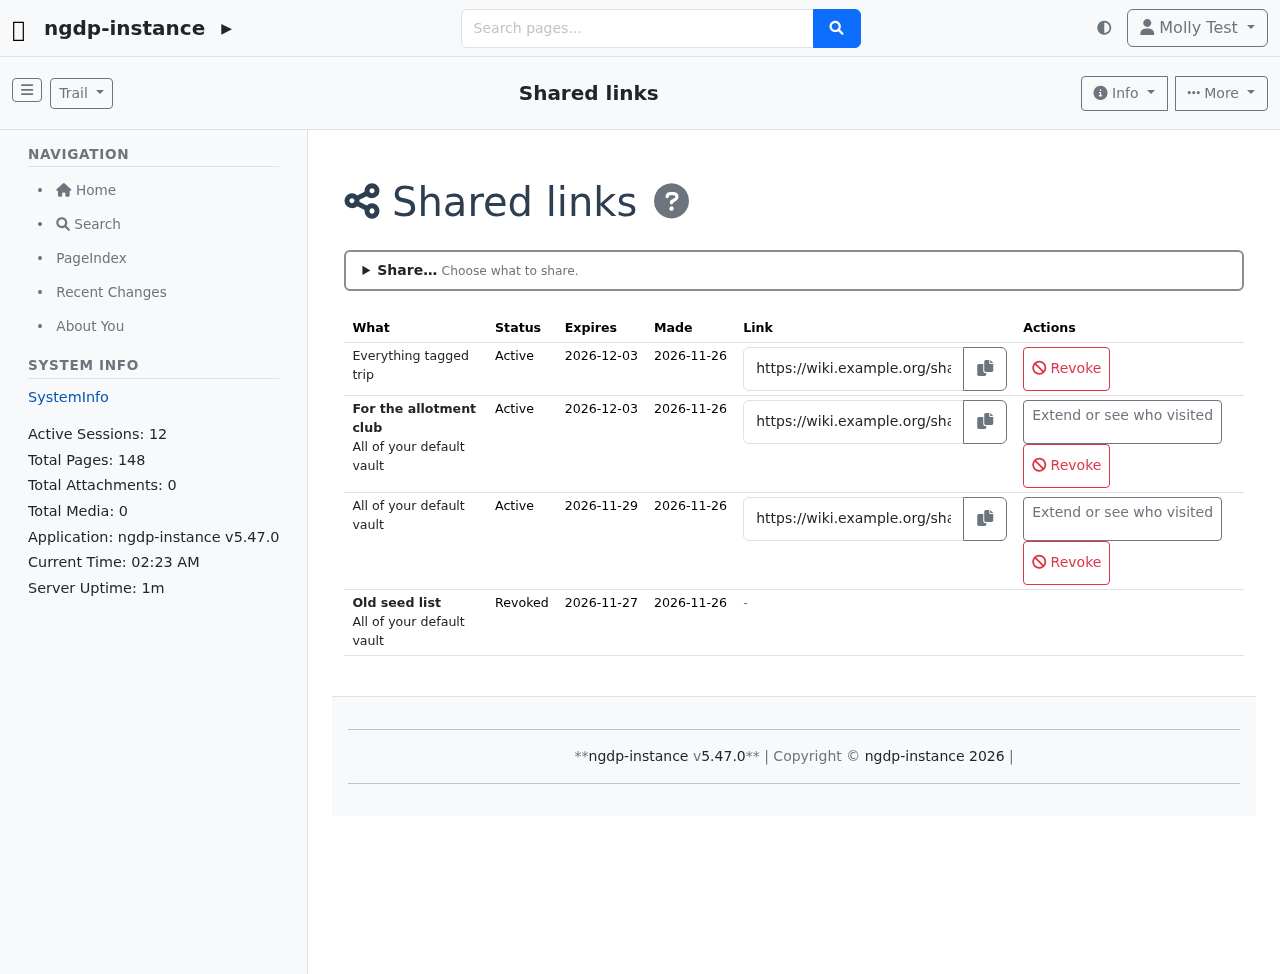 ngdp-instance ▶
Search pages...
Molly Test
Trail
Shared links
Info
More
NAVIGATION
• Home
• Search
• PageIndex
• Recent Changes
• About You
SYSTEM INFO
SystemInfo
Active Sessions: 12
Total Pages: 148
Total Attachments: 0
Total Media: 0
Application: ngdp-instance v5.47.0
Current Time: 02:23 AM
Server Uptime: 1m
Shared links ?
▶ Share... Choose what to share.
What Status Expires Made Link Actions
Everything tagged Active 2026-12-03 2026-11-26 https://wiki.example.org/sha Revoke
trip
For the allotment Active 2026-12-03 2026-11-26 https://wiki.example.org/sha Extend or see who visited
club
All of your default Revoke
vault
All of your default Active 2026-11-29 2026-11-26 https://wiki.example.org/sha Extend or see who visited
vault
Revoke
Old seed list Revoked 2026-11-27 2026-11-26 -
All of your default
vault
**ngdp-instance v5.47.0** | Copyright © ngdp-instance 2026 |